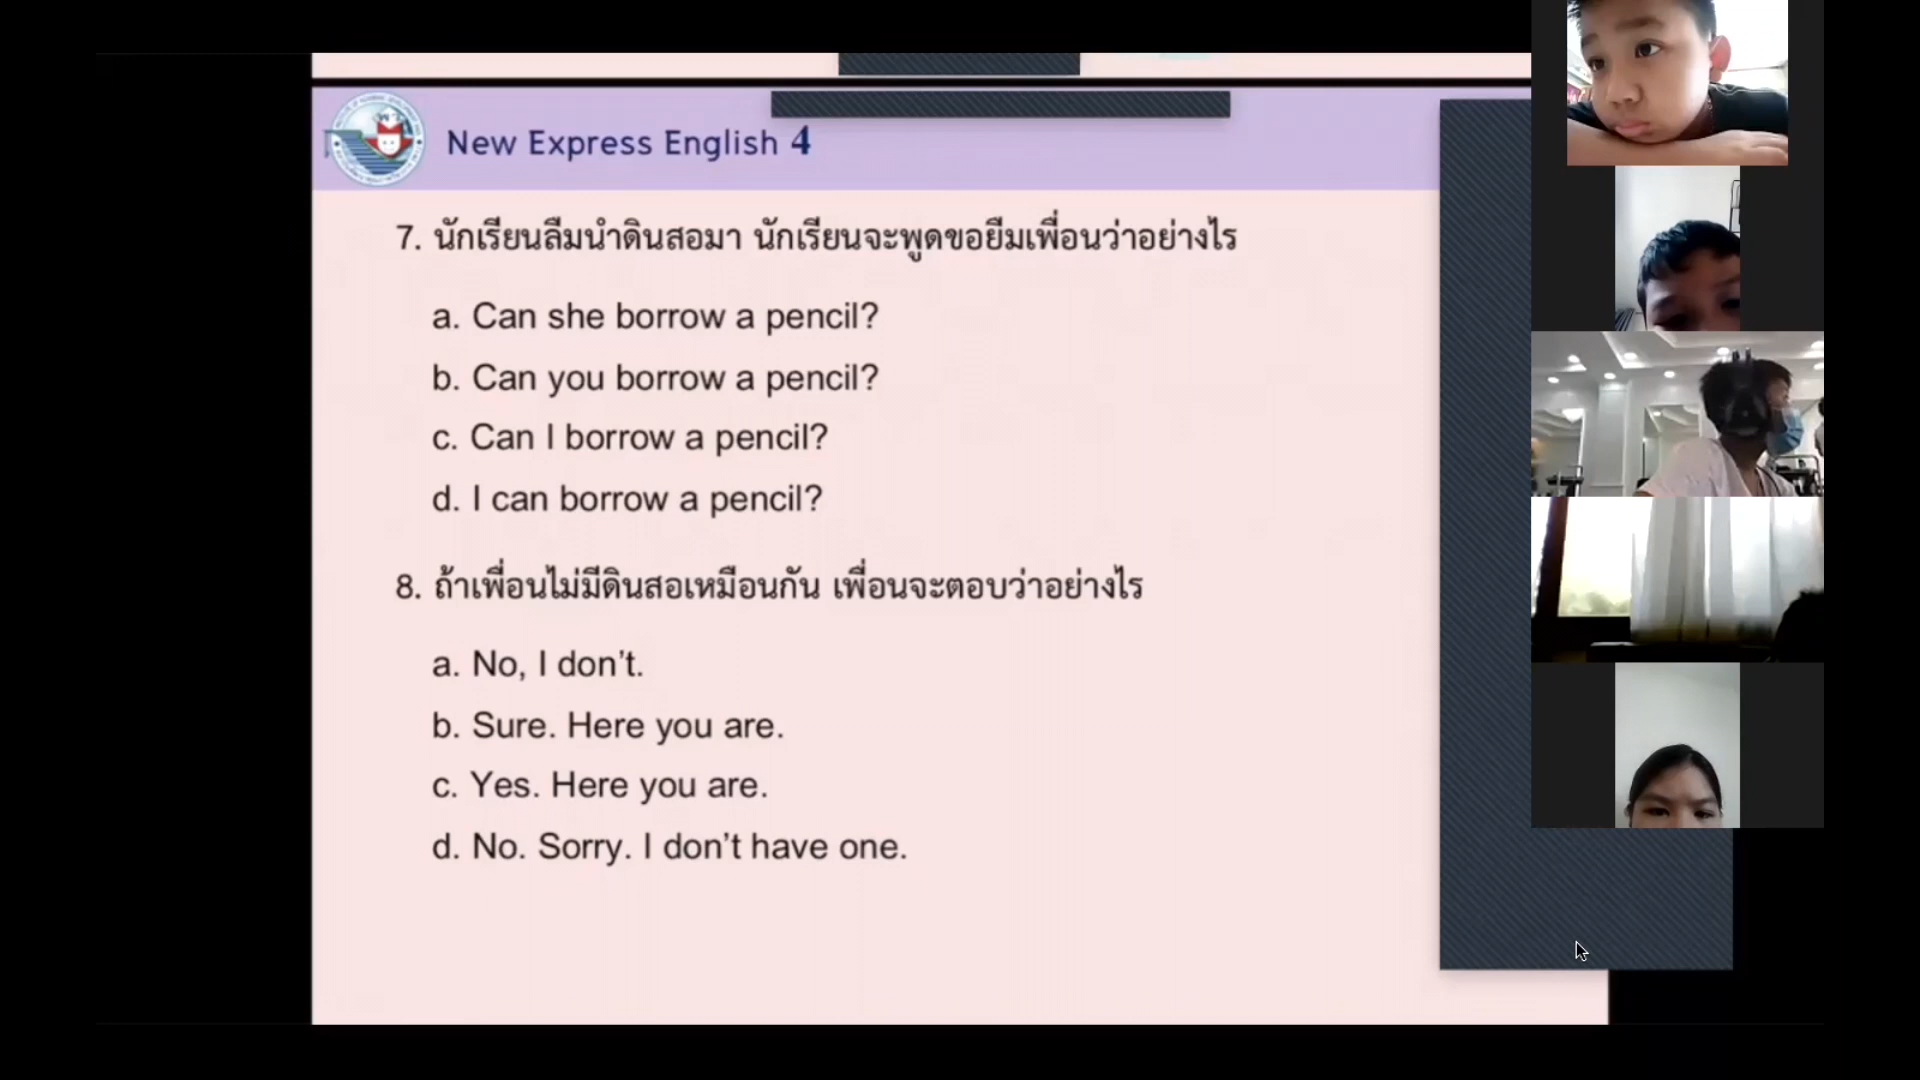 New Express English 4
7. นักเรียนลืมนำดินสอมา นักเรียนจะพูดขอยืมเพื่อนว่าอย่างไร
a. Can she borrow a pencil?
b. Can you borrow a pencil?
c. Can I borrow a pencil?
d. I can borrow a pencil?
8. ถ้าเพื่อนไม่มีดินสอเหมือนกัน เพื่อนจะตอบว่าอย่างไร
a. No, I don’t.
b. Sure. Here you are.
c. Yes. Here you are.
d. No. Sorry. I don’t have one.